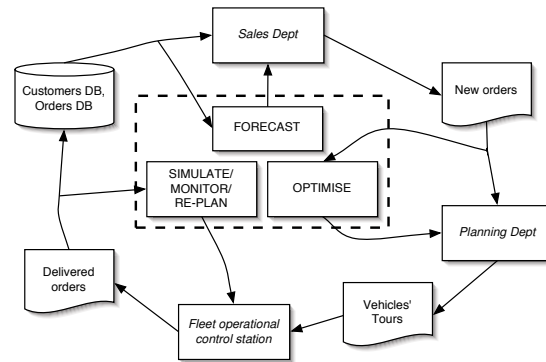 Sales Dept
Customers DB,
Orders DB
New orders
FORECAST
SIMULATE/
MONITOR/
RE-PLAN
OPTIMISE
Planning Dept
Delivered
orders
Vehicles'
Tours
Fleet operational
control station